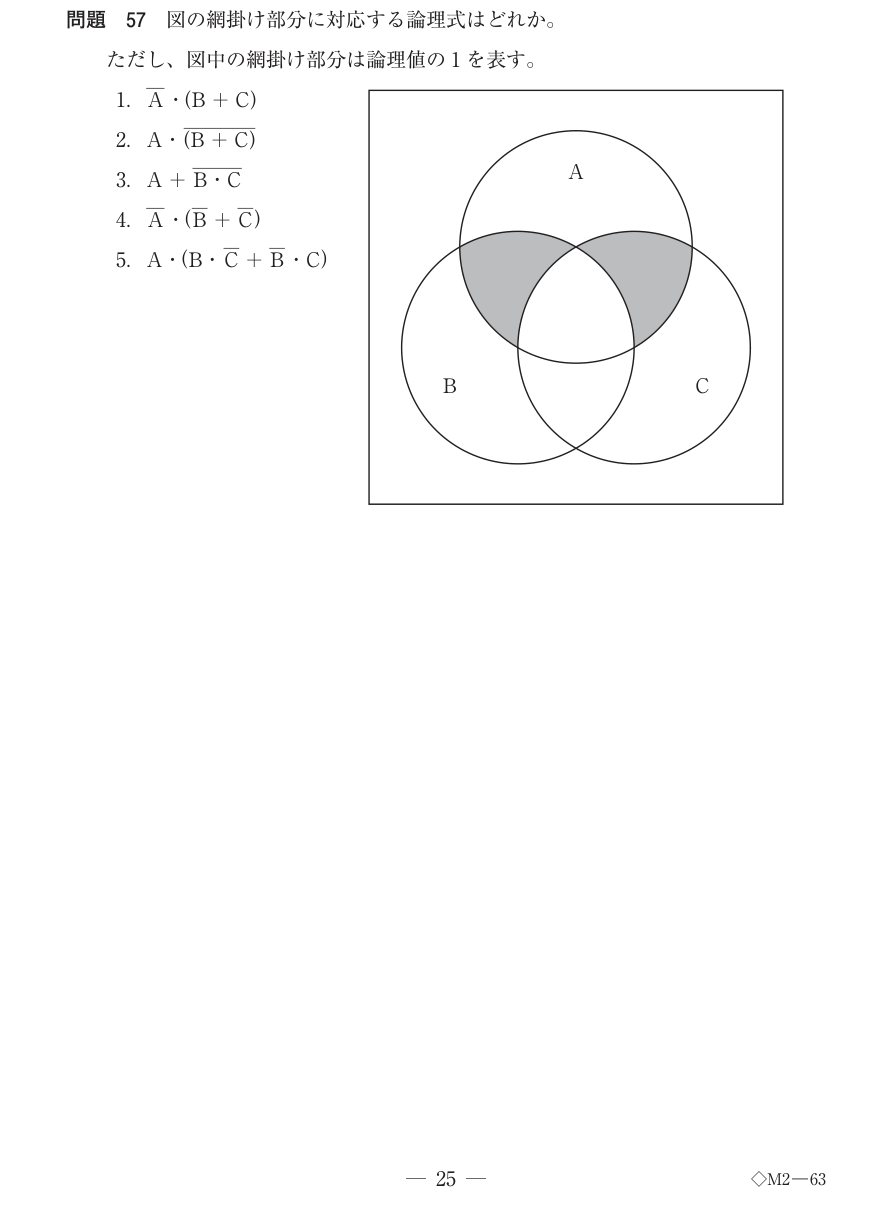 問題 57 図の網掛け部分に対応する論理式はどれか。
ただし、図中の網掛け部分は論理値の1を表す。
1. A̅・(B + C)
2. A・(B̅ ̅+̅ ̅C̅)
3. A + B̅・̅C̅
4. A̅・(B̅ + C̅)
5. A・(B・C̅ + B̅・C)
A
B
C
― 25 ―
◇M2―63